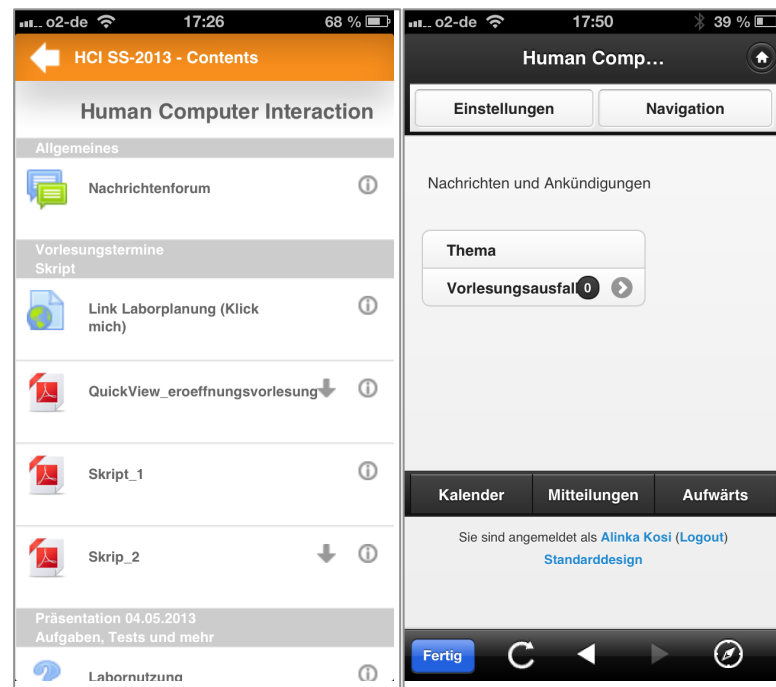 o2-de 17:26 68 %
HCI SS-2013 - Contents
Human Computer Interaction
Allgemeines
Nachrichtenforum
Vorlesungstermine
Skript
Link Laborplanung (Klick
mich)
QuickView_eroeffnungsvorlesung
Skript_1
Skrip_2
Präsentation 04.05.2013
Aufgaben, Tests und mehr
Labornutzung
o2-de 17:50 39 %
Human Comp...
Einstellungen Navigation
Nachrichten und Ankündigungen
Thema
Vorlesungsausfall 0
Kalender Mitteilungen Aufwärts
Sie sind angemeldet als Alinka Kosi (Logout)
Standarddesign
Fertig